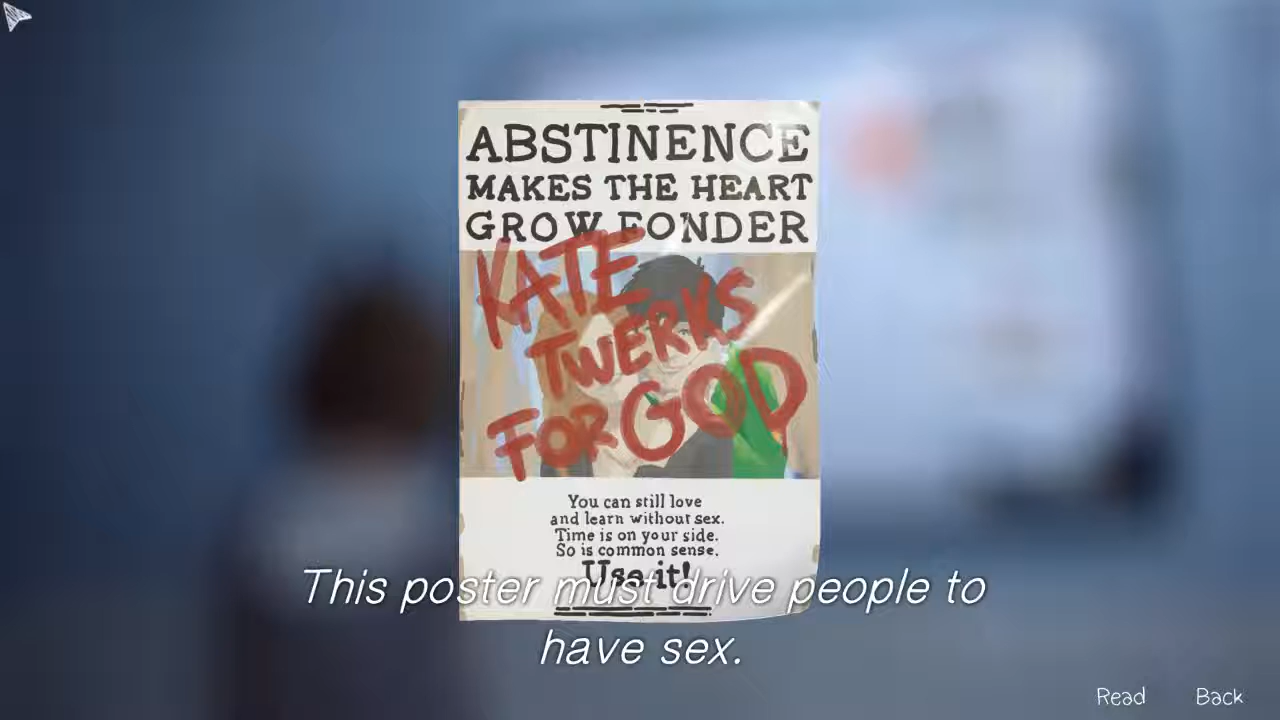 ABSTINENCE
MAKES THE HEART
GROW FONDER
KATE
TWERKS
FOR GOD
You can still love
and learn without sex.
Time is on your side.
So is common sense.
Use it!
This poster must drive people to
have sex.
Read Back